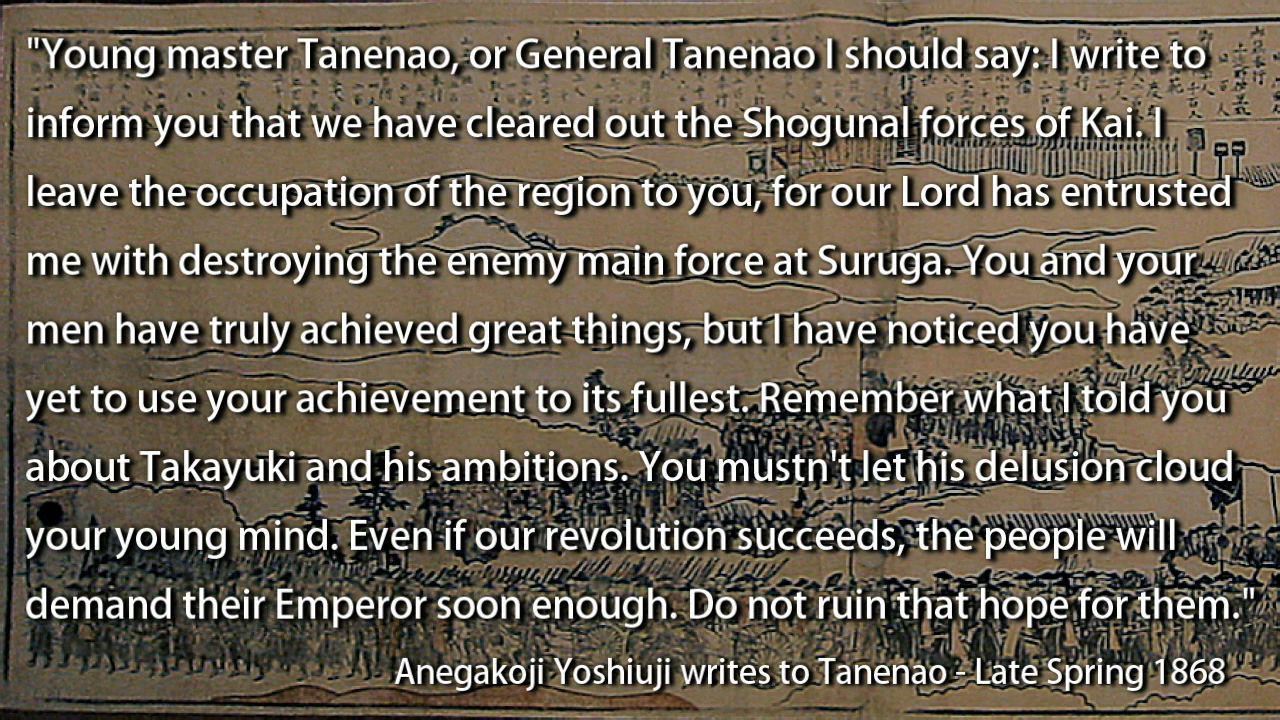 "Young master Tanenao, or General Tanenao I should say: I write to
inform you that we have cleared out the Shogunal forces of Kai. I
leave the occupation of the region to you, for our Lord has entrusted
me with destroying the enemy main force at Suruga. You and your
men have truly achieved great things, but I have noticed you have
yet to use your achievement to its fullest. Remember what I told you
about Takayuki and his ambitions. You mustn't let his delusion cloud
your young mind. Even if our revolution succeeds, the people will
demand their Emperor soon enough. Do not ruin that hope for them."
Anegakoji Yoshiuji writes to Tanenao - Late Spring 1868